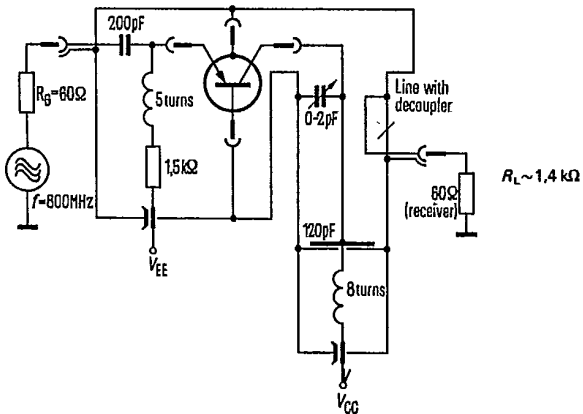 200pF
R_G=60Ω
5 turns
0-2pF
Line with
decoupler
1,5kΩ
f=800MHz
60Ω
(receiver)
R_L~1,4 kΩ
V_EE
120pF
8 turns
V_CC